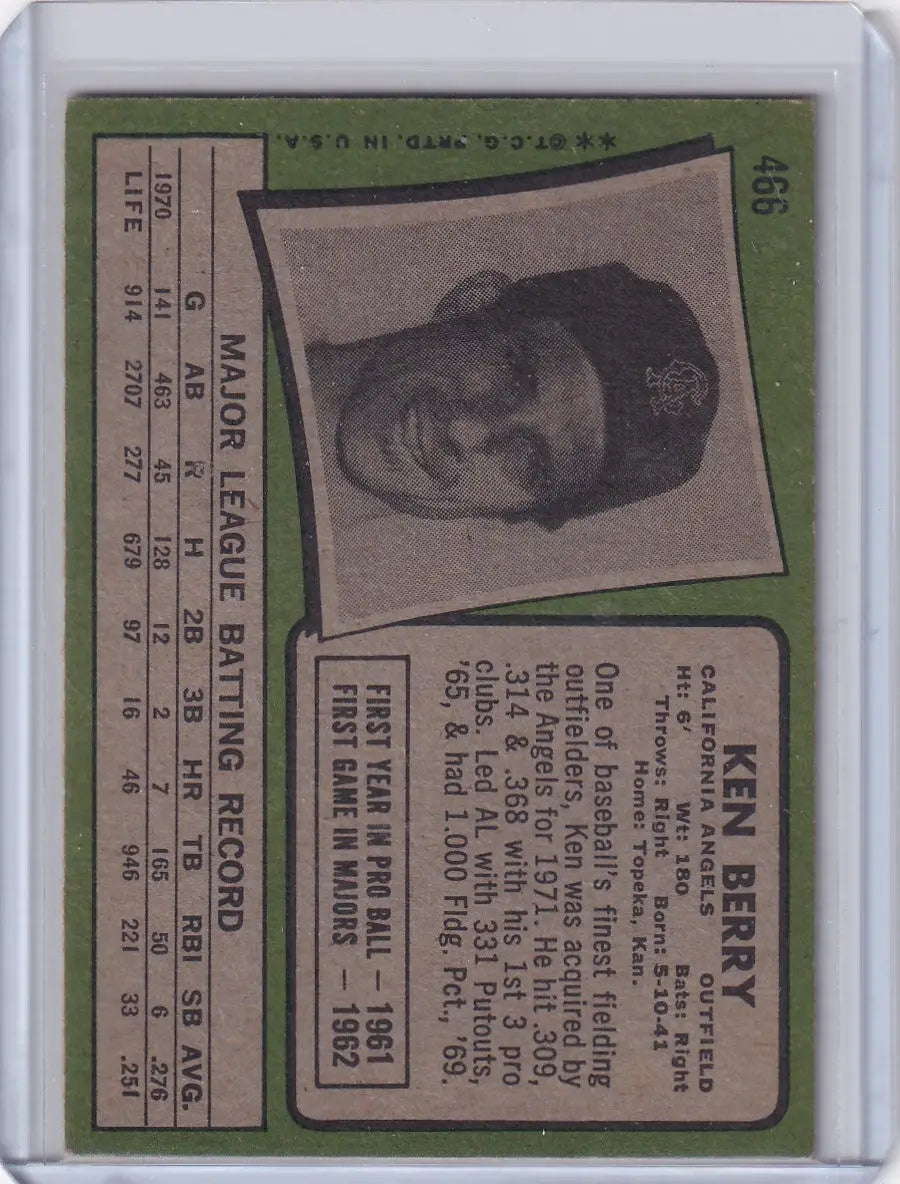 466
**©T.C.G. PRTD. IN U.S.A.
KEN BERRY
CALIFORNIA ANGELS OUTFIELD
Ht: 6' Wt: 180 Bats: Right
Throws: Right Born: 5-10-41
Home: Topeka, Kan.
One of baseball's finest fielding
outfielders, Ken was acquired by
the Angels for 1971. He hit .309,
.314 & .368 with his 1st 3 pro
clubs. Led AL with 331 Putouts,
'65, & had 1.000 Fldg. Pct., '69.
FIRST YEAR IN PRO BALL — 1961
FIRST GAME IN MAJORS — 1962
MAJOR LEAGUE BATTING RECORD
G AB R H 2B 3B HR TB RBI SB AVG.
1970 141 463 45 128 12 2 7 165 50 6 .276
LIFE 914 2707 277 679 97 16 46 946 221 33 .251